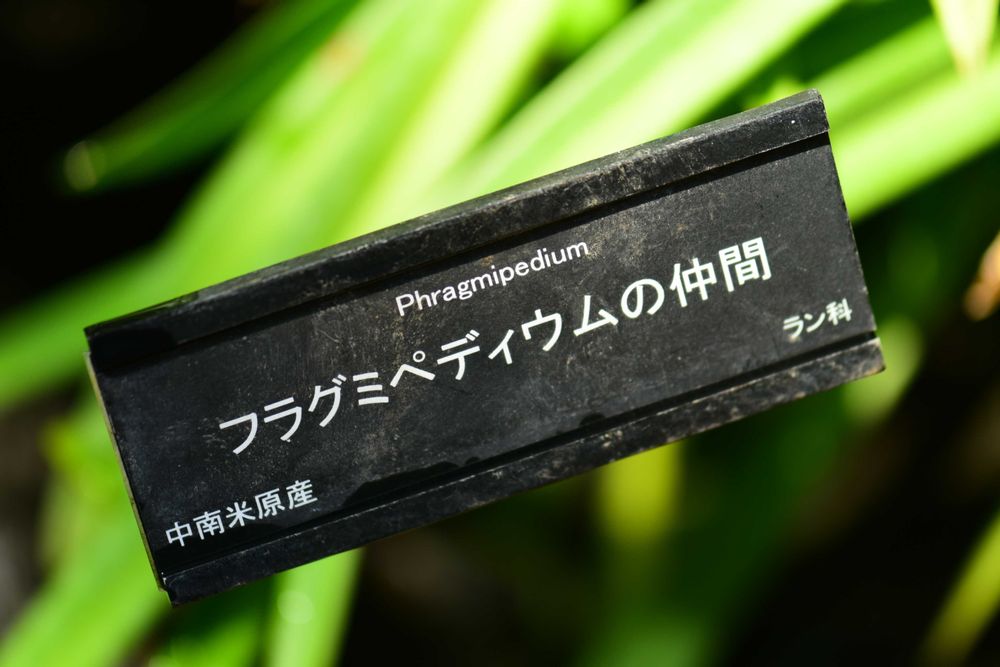 Phragmipedium
フラグミペディウムの仲間
ラン科
中南米原産